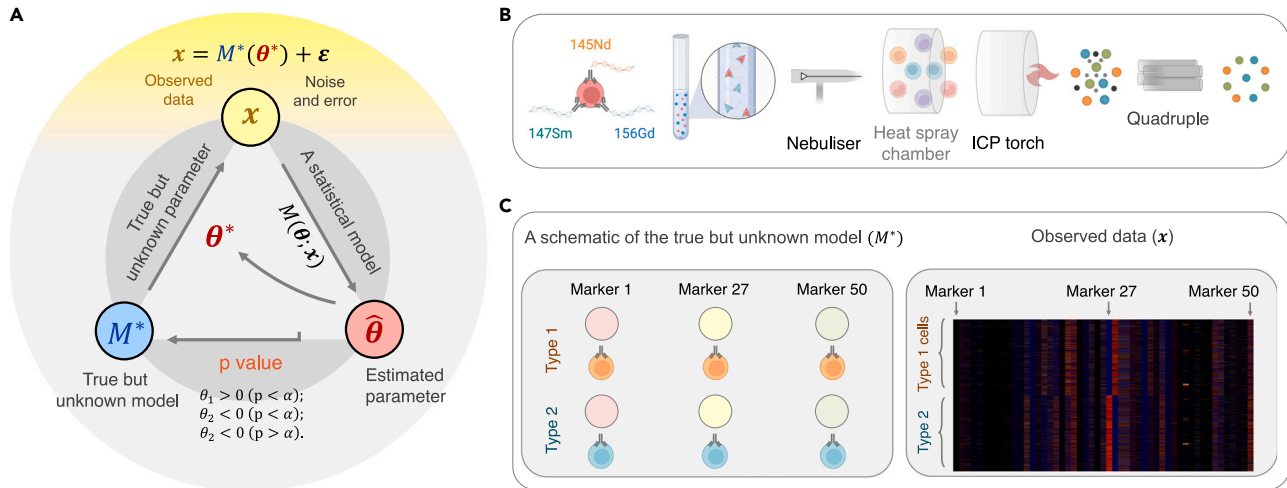 A
x = M*(θ*) + ε
Observed
data
Noise
and error
x
True but
unknown parameter
A statistical model
M(θ; x)
θ*
M*
θ̂
p value
True but
unknown model
Estimated
parameter
θ₁ > 0 (p < α);
θ₂ < 0 (p < α);
θ₂ < 0 (p > α).
B
145Nd
147Sm
156Gd
Nebuliser
Heat spray
chamber
ICP torch
Quadruple
C
A schematic of the true but unknown model (M*)
Marker 1
Marker 27
Marker 50
Type 1
Type 2
Observed data (x)
Marker 1
Marker 27
Marker 50
Type 1 cells
Type 2